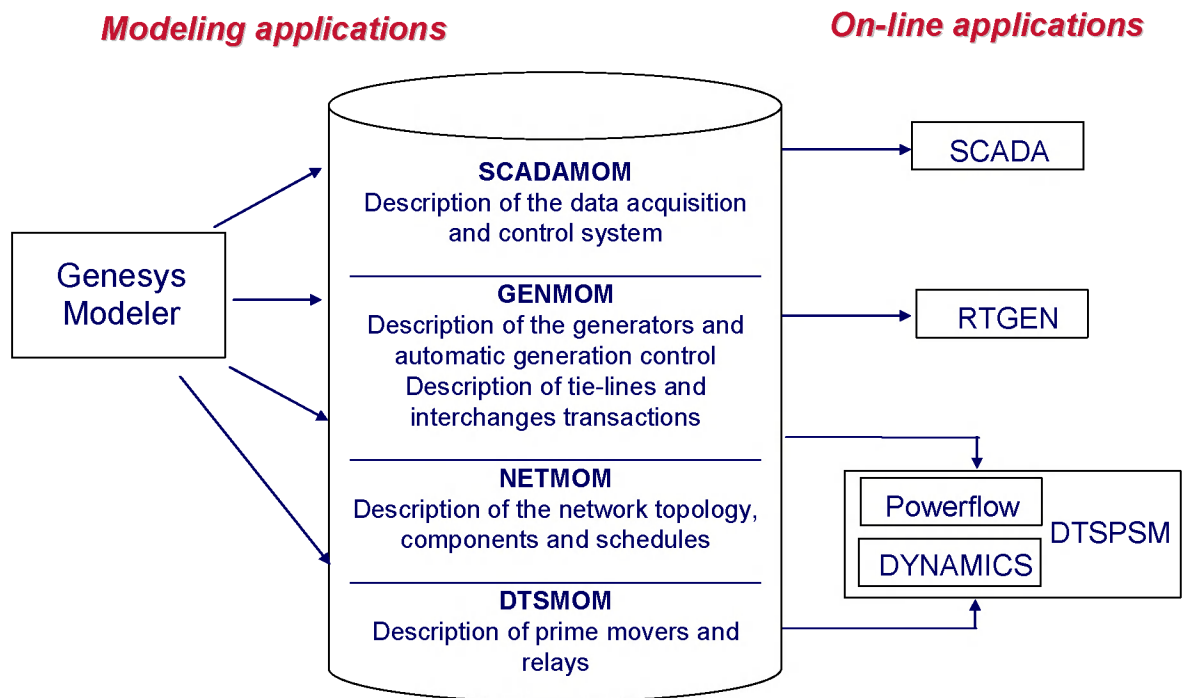 Modeling applications
On-line applications
SCADAMOM
Description of the data acquisition
and control system
SCADA
Genesys
Modeler
GENMOM
Description of the generators and
automatic generation control
Description of tie-lines and
interchanges transactions
RTGEN
NETMOM
Description of the network topology,
components and schedules
Powerflow
DYNAMICS
DTSPSM
DTSMOM
Description of prime movers and
relays